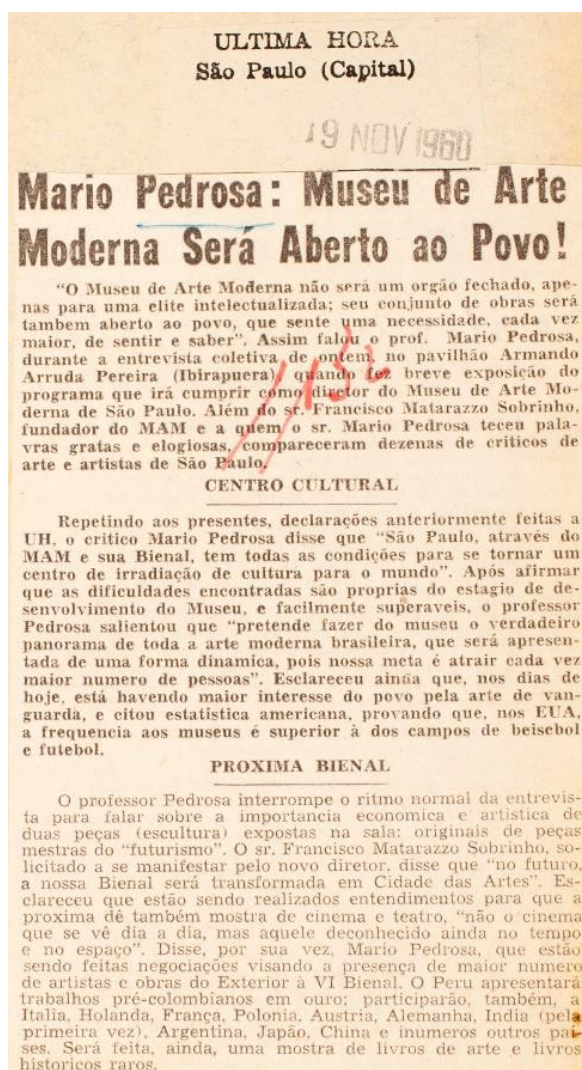 ULTIMA HORA
São Paulo (Capital)
19 NOV 1960
Mario Pedrosa: Museu de Arte
Moderna Será Aberto ao Povo!
"O Museu de Arte Moderna não será um orgão fechado, ape-
nas para uma elite intelectualizada; seu conjunto de obras será
tambem aberto ao povo, que sente uma necessidade, cada vez
maior, de sentir e saber". Assim falou o prof. Mario Pedrosa,
durante a entrevista coletiva de ontem no pavilhão Armando
Arruda Pereira (Ibirapuera), quando fez breve exposição do
programa que irá cumprir como diretor do Museu de Arte Mo-
derna de São Paulo. Além do sr. Francisco Matarazzo Sobrinho,
fundador do MAM e a quem o sr. Mario Pedrosa teceu pala-
vras gratas e elogiosas, compareceram dezenas de criticos de
arte e artistas de São Paulo.
CENTRO CULTURAL
Repetindo aos presentes, declarações anteriormente feitas a
UH, o critico Mario Pedrosa disse que "São Paulo, através do
MAM e sua Bienal, tem todas as condições para se tornar um
centro de irradiação de cultura para o mundo". Após afirmar
que as dificuldades encontradas são proprias do estagio de de-
senvolvimento do Museu, e facilmente superaveis, o professor
Pedrosa salientou que "pretende fazer do museu o verdadeiro
panorama de toda a arte moderna brasileira, que será apresen-
tada de uma forma dinamica, pois nossa meta é atrair cada vez
maior numero de pessoas". Esclareceu ainda que, nos dias de
hoje, está havendo maior interesse do povo pela arte de van-
guarda, e citou estatistica americana, provando que, nos EUA,
a frequencia aos museus é superior à dos campos de beisebol
e futebol.
PROXIMA BIENAL
O professor Pedrosa interrompe o ritmo normal da entrevis-
ta para falar sobre a importancia economica e artistica de
duas peças (escultura) expostas na sala: originais de peças
mestras do "futurismo". O sr. Francisco Matarazzo Sobrinho, so-
licitado a se manifestar pelo novo diretor, disse que "no futuro,
a nossa Bienal será transformada em Cidade das Artes". Es-
clareceu que estão sendo realizados entendimentos para que a
proxima dê também mostra de cinema e teatro, "não o cinema
que se vê dia a dia, mas aquele deconhecido ainda no tempo
e no espaço". Disse, por sua vez, Mario Pedrosa, que estão
sendo feitas negociações visando a presença de maior numero
de artistas e obras do Exterior à VI Bienal. O Peru apresentará
trabalhos pré-colombianos em ouro; participarão, também, a
Italia, Holanda, França, Polonia, Austria, Alemanha, India (pela
primeira vez), Argentina, Japão, China e inumeros outros paí-
ses. Será feita, ainda, uma mostra de livros de arte e livros
historicos raros.